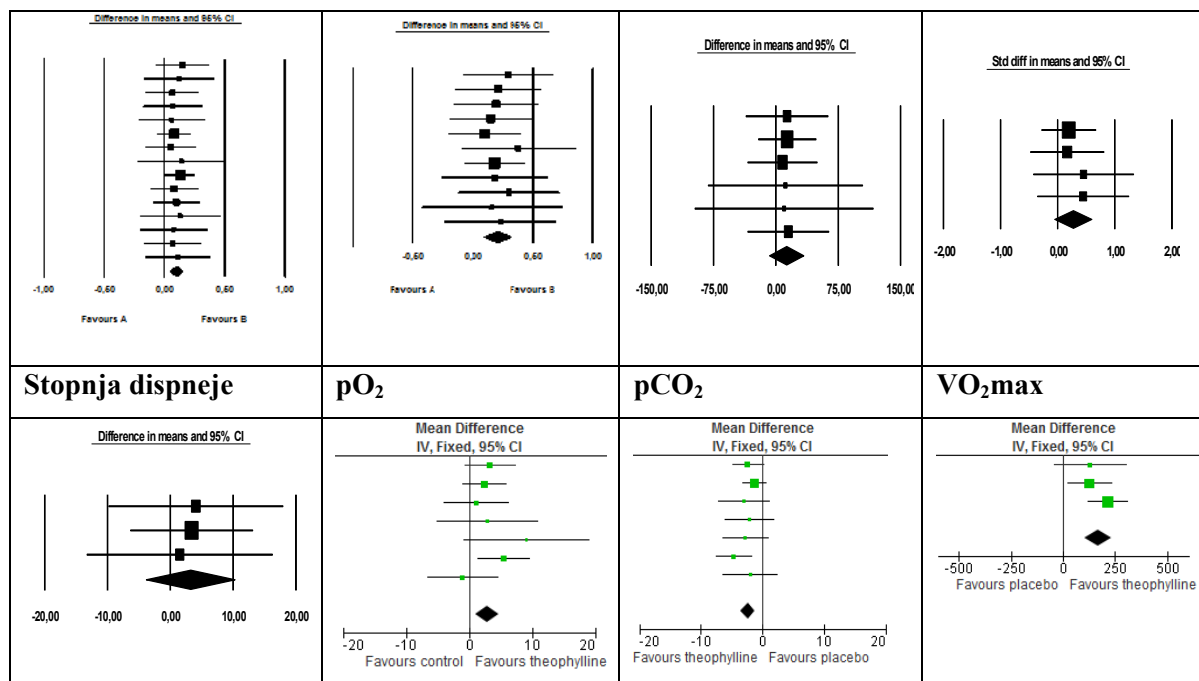 Difference in means and 95% CI
-1,00 0,00 0,50 1,00
Favours A Favours B
Difference in means and 95% CI
-0,50 0,00 0,50 1,00
Favours A Favours B
Difference in means and 95% CI
-150,00 -75,00 0,00 75,00 150,00
Std diff in means and 95% CI
-2,00 -1,00 0,00 1,00 2,00
Stopnja dispneje
pO₂
pCO₂
VO₂max
Difference in means and 95% CI
-20,00 -10,00 0,00 10,00 20,00
Mean Difference
IV, Fixed, 95% CI
-20 -10 0 10 20
Favours control Favours theophylline
Mean Difference
IV, Fixed, 95% CI
-20 -10 0 10 20
Favours theophylline Favours placebo
Mean Difference
IV, Fixed, 95% CI
-500 -250 0 250 500
Favours placebo Favours theophylline